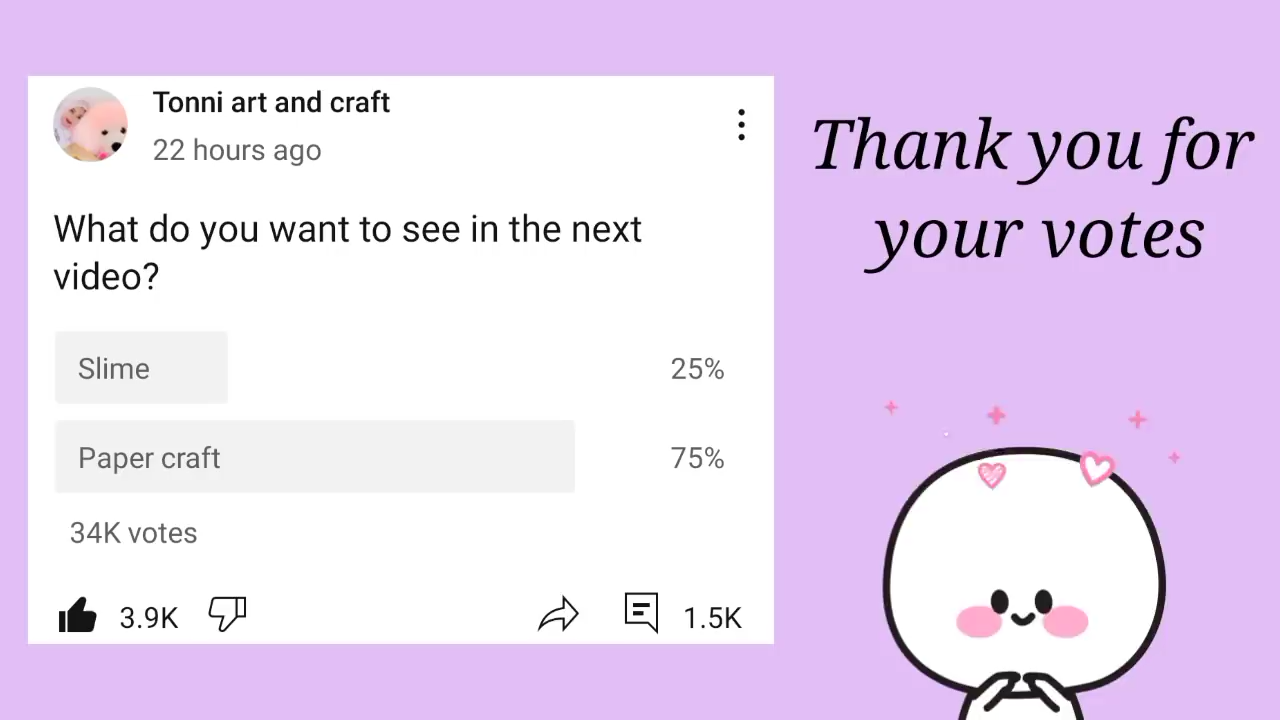 Tonni art and craft
22 hours ago
What do you want to see in the next
video?
Slime 25%
Paper craft 75%
34K votes
3.9K 1.5K
Thank you for
your votes